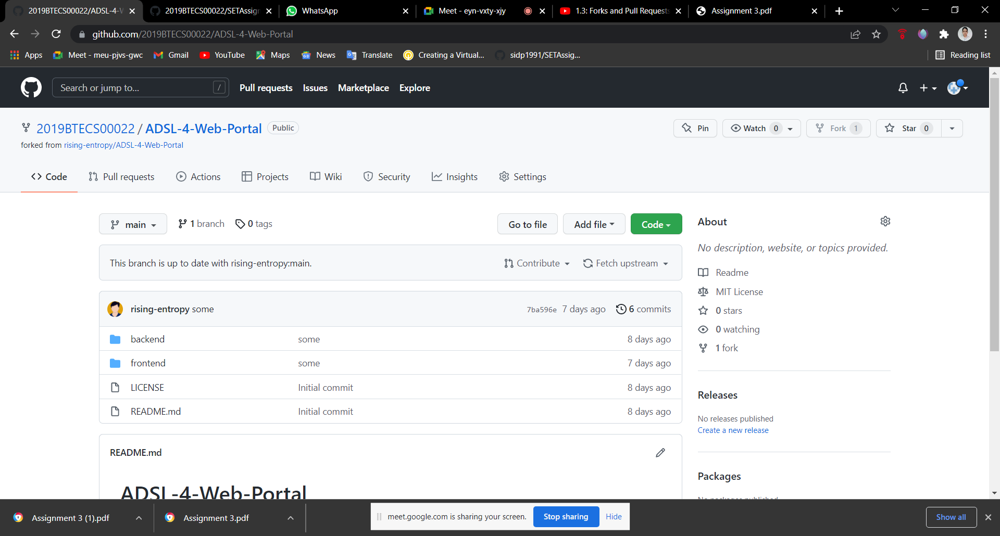 2019BTECS00022/ADSL-4-W
2019BTECS00022/SETAssign
WhatsApp
Meet - eyn-vxty-xjy
1.3: Forks and Pull Requests
Assignment 3.pdf
github.com/2019BTECS00022/ADSL-4-Web-Portal
Apps
Meet - meu-pjvs-gwc
Gmail
YouTube
Maps
News
Translate
Creating a Virtual...
sidp1991/SETAssig...
Reading list
Search or jump to...
/
Pull requests
Issues
Marketplace
Explore
2019BTECS00022 / ADSL-4-Web-Portal
Public
Pin
Watch 0
Fork 1
Star 0
forked from rising-entropy/ADSL-4-Web-Portal
Code
Pull requests
Actions
Projects
Wiki
Security
Insights
Settings
main
1 branch
0 tags
Go to file
Add file
Code
This branch is up to date with rising-entropy:main.
Contribute
Fetch upstream
rising-entropy some
7ba596e 7 days ago
6 commits
backend
some
8 days ago
frontend
some
7 days ago
LICENSE
Initial commit
8 days ago
README.md
Initial commit
8 days ago
README.md
ADSL-4-Web-Portal
About
No description, website, or topics provided.
Readme
MIT License
0 stars
0 watching
1 fork
Releases
No releases published
Create a new release
Packages
No packages published
Assignment 3 (1).pdf
Assignment 3.pdf
meet.google.com is sharing your screen.
Stop sharing
Hide
Show all